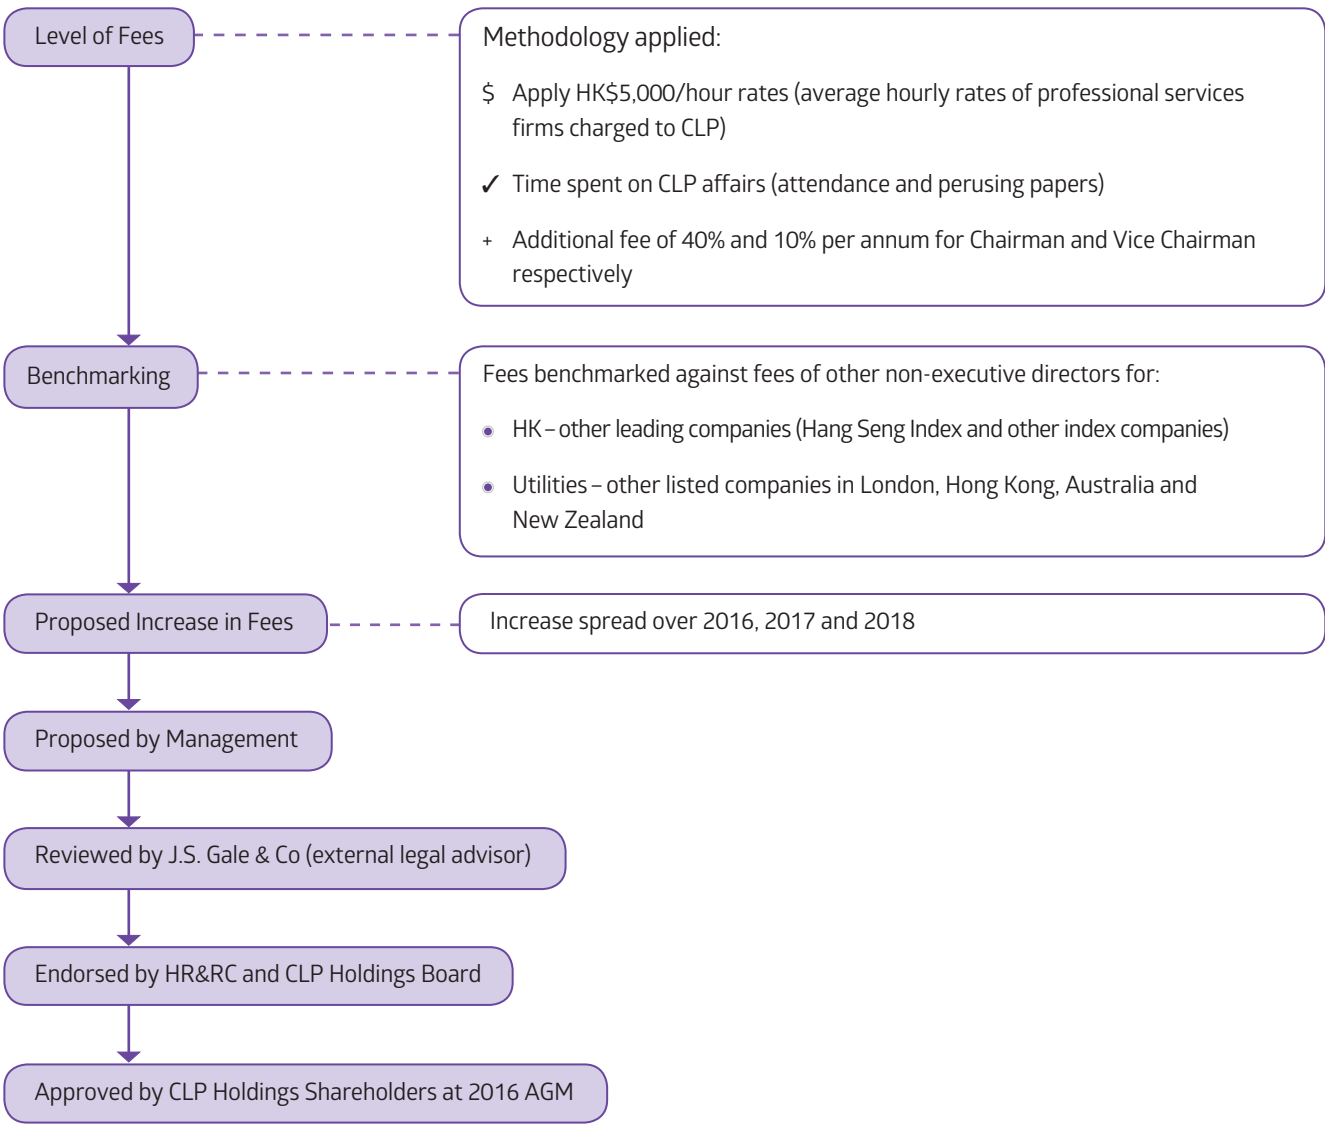 Level of Fees
Methodology applied:
$ Apply HK$5,000/hour rates (average hourly rates of professional services
firms charged to CLP)
✓ Time spent on CLP affairs (attendance and perusing papers)
+ Additional fee of 40% and 10% per annum for Chairman and Vice Chairman
respectively
Benchmarking
Fees benchmarked against fees of other non-executive directors for:
HK – other leading companies (Hang Seng Index and other index companies)
Utilities – other listed companies in London, Hong Kong, Australia and
New Zealand
Proposed Increase in Fees
Increase spread over 2016, 2017 and 2018
Proposed by Management
Reviewed by J.S. Gale & Co (external legal advisor)
Endorsed by HR&RC and CLP Holdings Board
Approved by CLP Holdings Shareholders at 2016 AGM